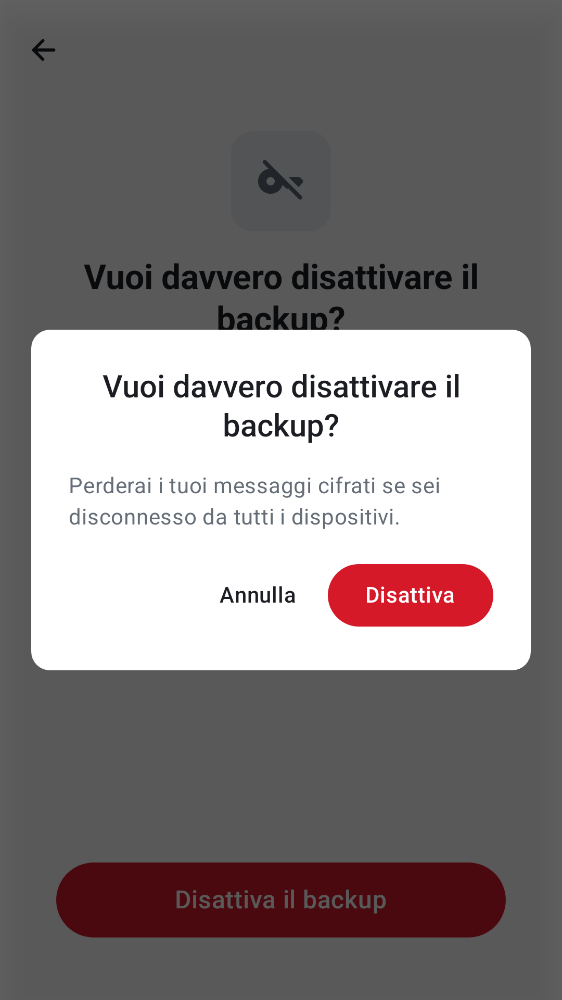 Vuoi davvero disattivare il
backup?
Vuoi davvero disattivare il
backup?
Perderai i tuoi messaggi cifrati se sei
disconnesso da tutti i dispositivi.
Annulla
Disattiva
Disattiva il backup